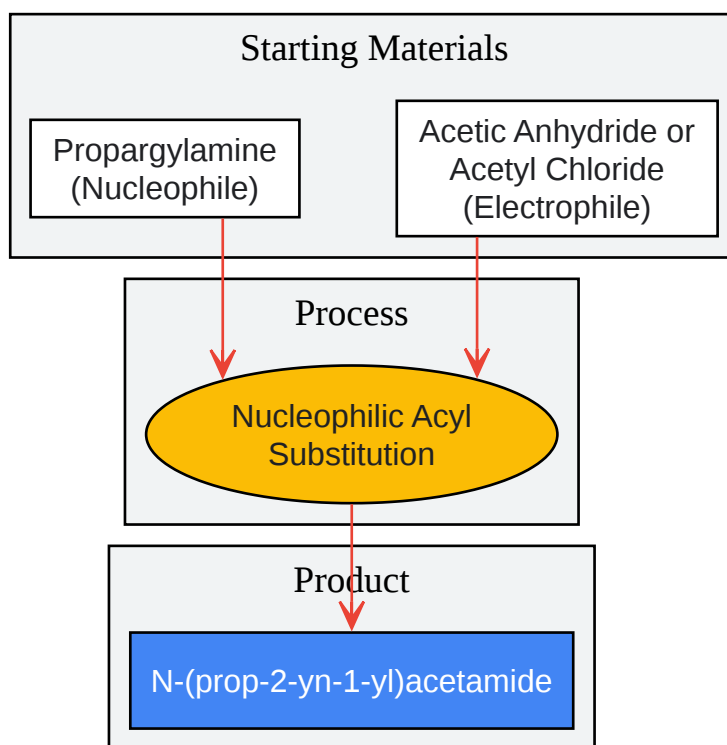 Starting Materials
Propargylamine
(Nucleophile)
Acetic Anhydride or
Acetyl Chloride
(Electrophile)
Process
Nucleophilic Acyl
Substitution
Product
N-(prop-2-yn-1-yl)acetamide